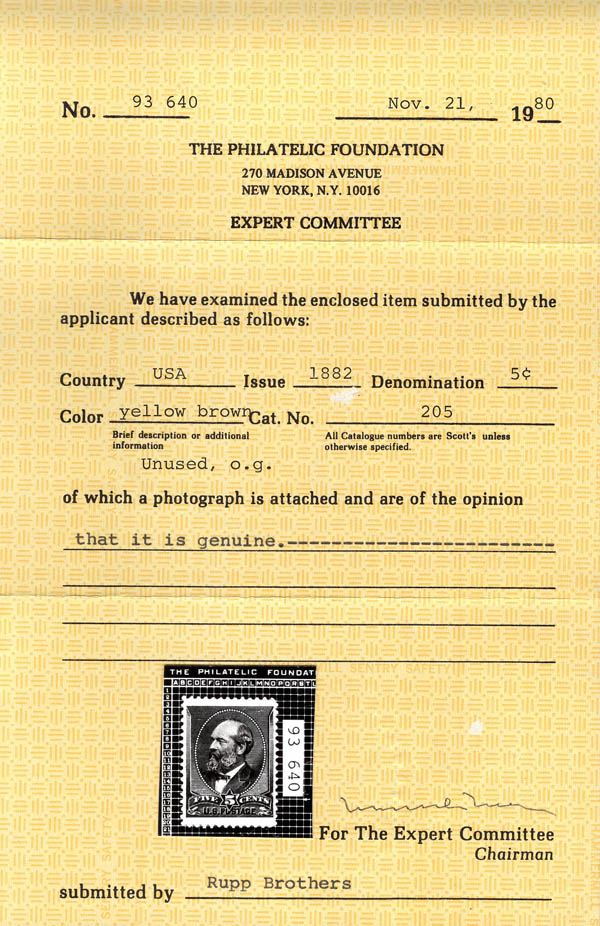 No. 93 640 Nov. 21, 1980
THE PHILATELIC FOUNDATION
270 MADISON AVENUE
NEW YORK, N.Y. 10016
EXPERT COMMITTEE
We have examined the enclosed item submitted by the
applicant described as follows:
Country USA Issue 1882 Denomination 5¢
Color yellow brown Cat. No. 205
Brief description or additional information
All Catalogue numbers are Scott's unless otherwise specified.
Unused, o.g.
of which a photograph is attached and are of the opinion
that it is genuine.-------------------------
THE PHILATELIC FOUNDAT
ABCDEFGHIJKLMNOPQRST
93 640
FIVE 5 CENTS
U.S. POSTAGE
For The Expert Committee
Chairman
submitted by Rupp Brothers